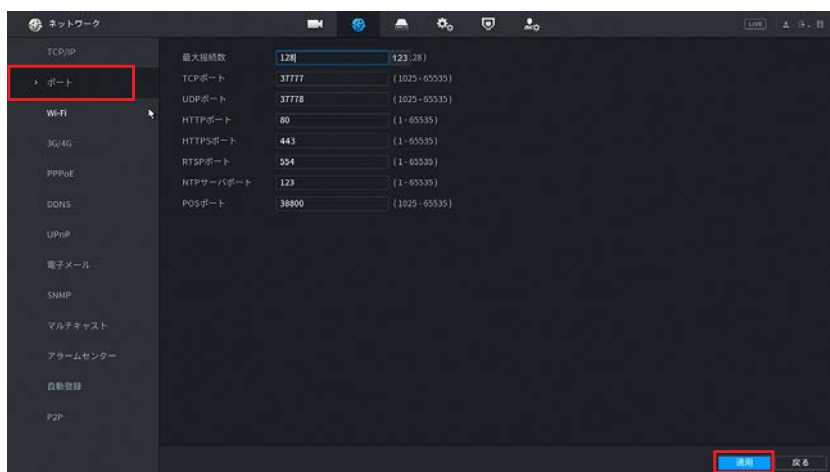 ネットワーク
LIVE
TCP/IP
ポート
Wi-Fi
3G/4G
PPPoE
DDNS
UPnP
電子メール
SNMP
マルチキャスト
アラームセンター
自動登録
P2P
最大接続数 128 123 28)
TCPポート 37777 (1025 - 65535)
UDPポート 37778 (1025 - 65535)
HTTPポート 80 (1 - 65535)
HTTPSポート 443 (1 - 65535)
RTSPポート 554 (1 - 65535)
NTPサーバポート 123 (1 - 65535)
POSポート 38800 (1025 - 65535)
適用 戻る